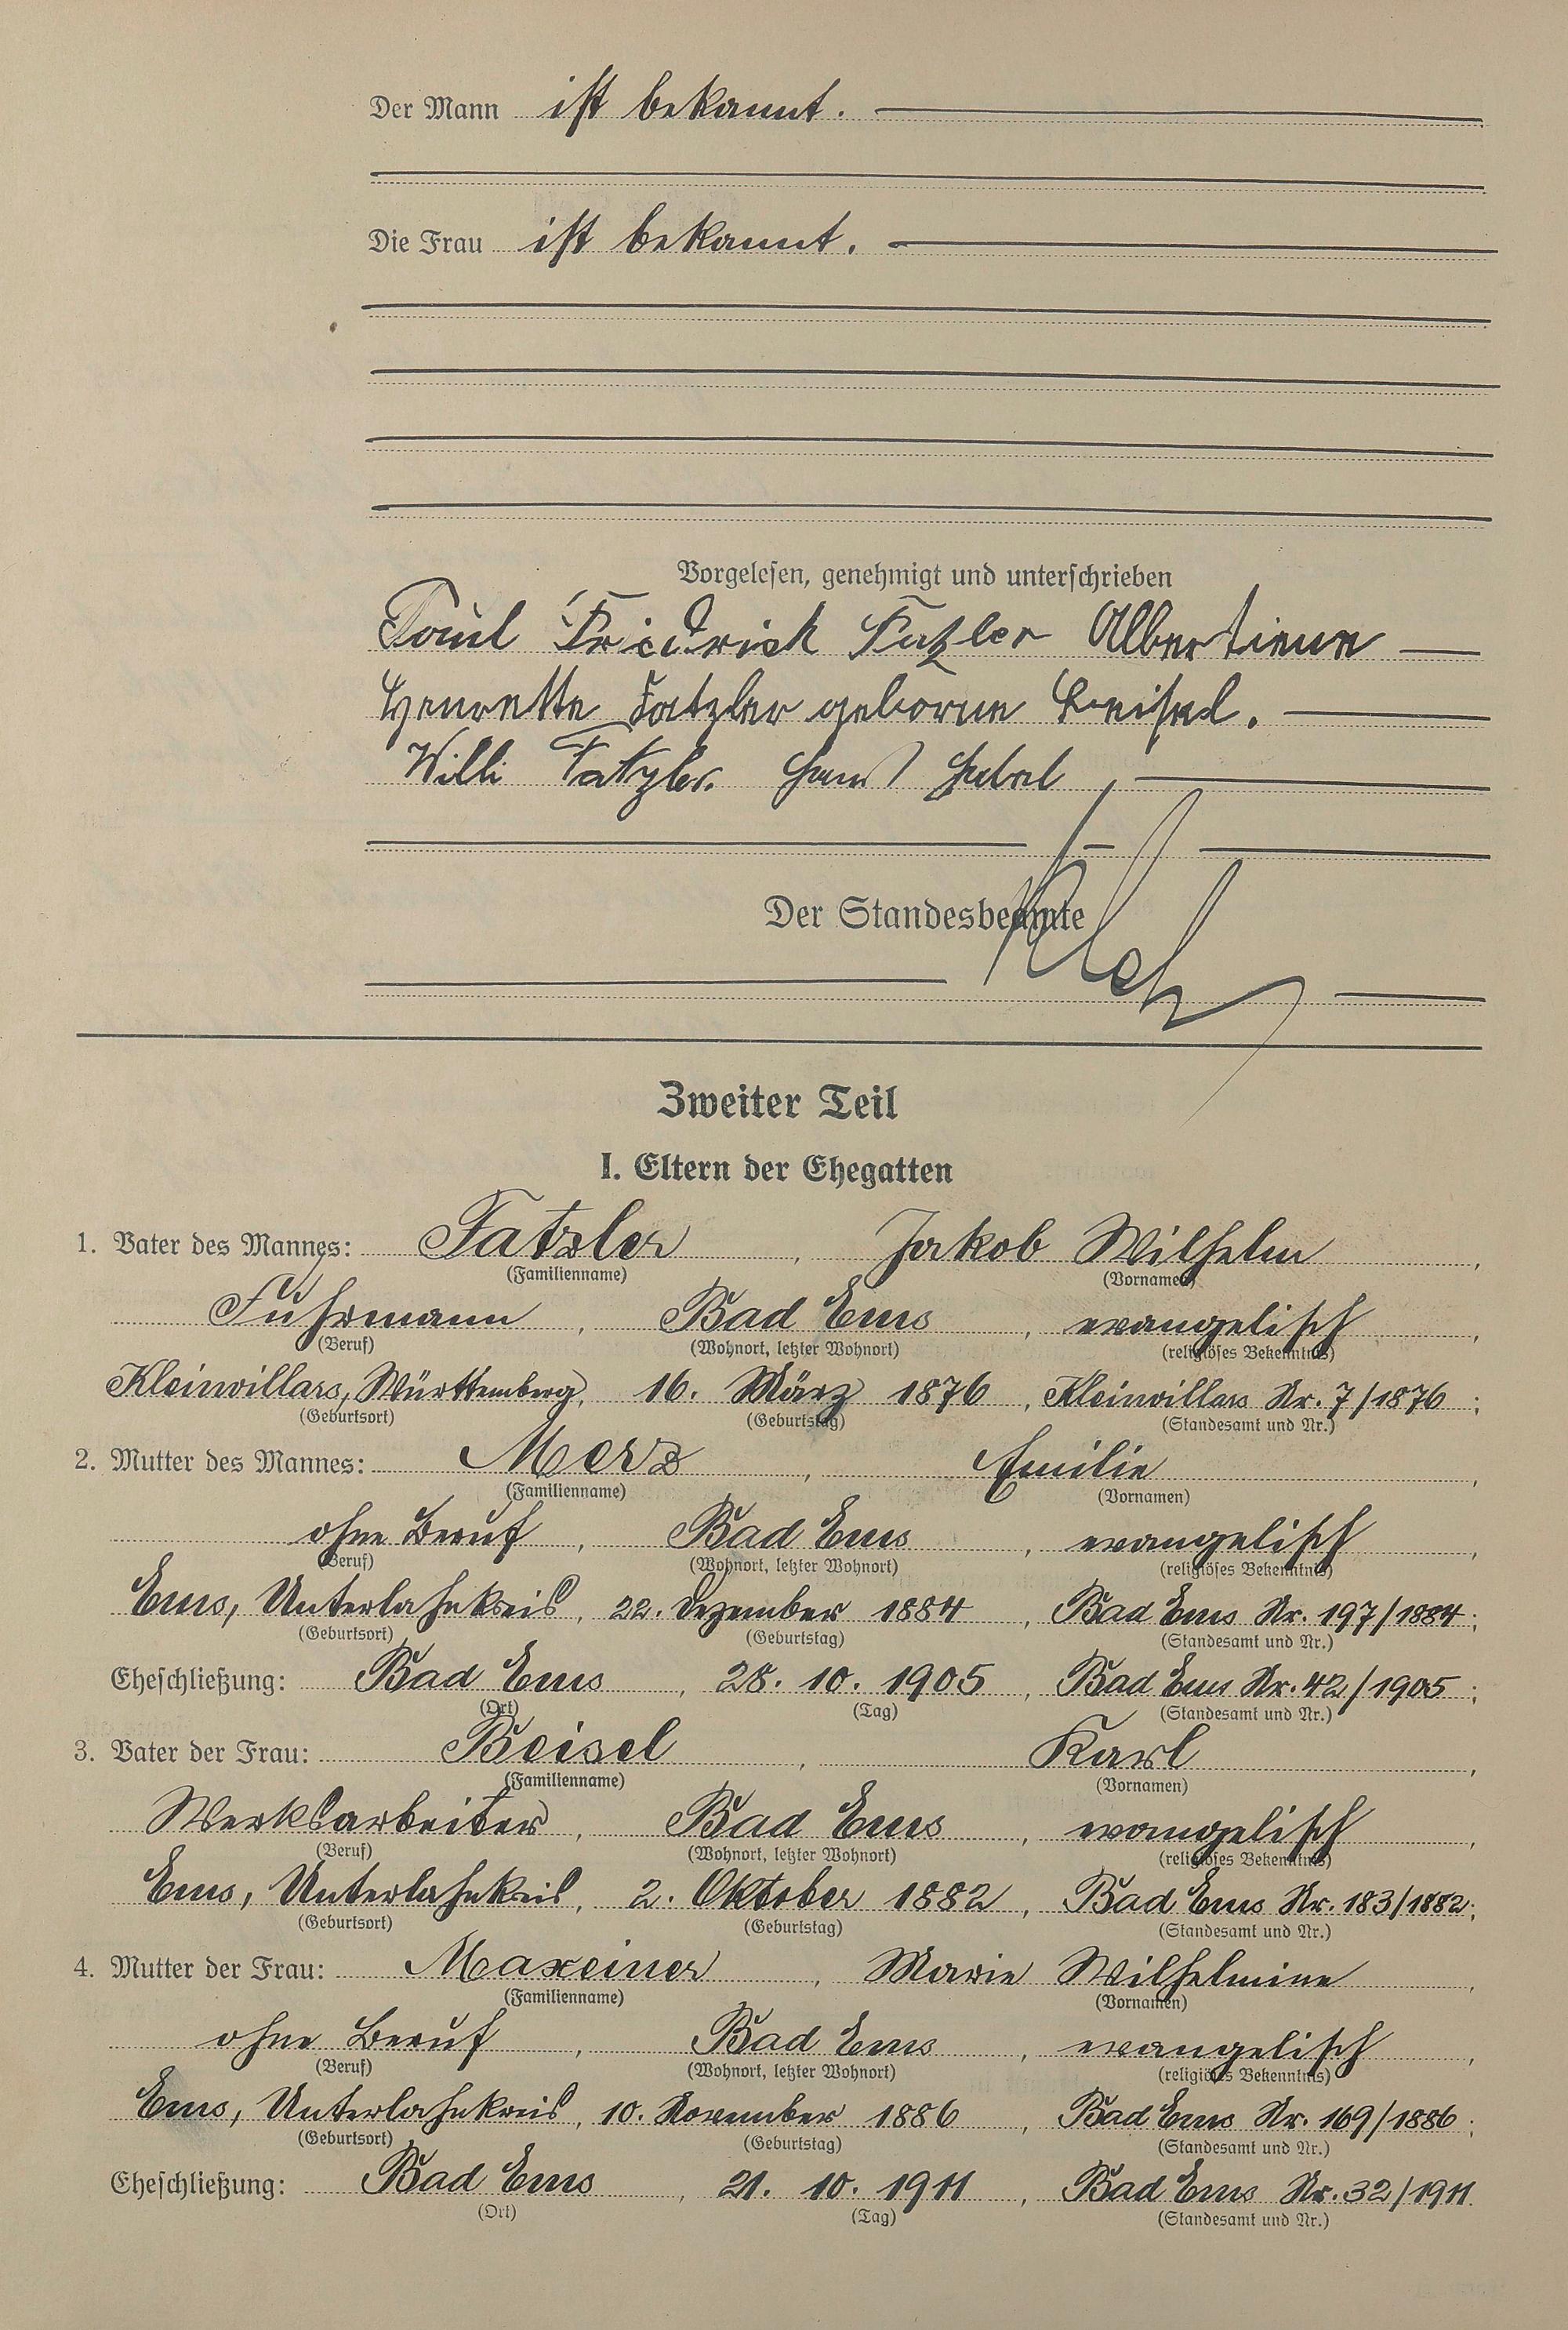 Der Mann ist bekannt.
Die Frau ist bekannt.
Vorgelesen, genehmigt und unterschrieben
Paul Friedrich Fatzler Albertiene
Henrette Fatzler geborne Beisel.
Willi Fatzler.
Der Standesbeamte
Zweiter Teil
I. Eltern der Ehegatten
1. Vater des Mannes: Fatzler, Jakob Wilhelm,
(Familienname) (Vornamen)
Fuhrmann, Bad Ems, evangelisch,
(Beruf) (Wohnort, letzter Wohnort) (religiöses Bekenntnis)
Kleinvillars, Württemberg, 16. März 1876, Kleinvillars Nr. 7/1876;
(Geburtsort) (Geburtstag) (Standesamt und Nr.)
2. Mutter des Mannes: Merz, Emilie,
(Familienname) (Vornamen)
ohne Beruf, Bad Ems, evangelisch,
(Beruf) (Wohnort, letzter Wohnort) (religiöses Bekenntnis)
Ems, Unterlahnkreis, 22. Dezember 1884, Bad Ems Nr. 197/1884;
(Geburtsort) (Geburtstag) (Standesamt und Nr.)
Eheschließung: Bad Ems, 28. 10. 1905, Bad Ems Nr. 42/1905;
(Ort) (Tag) (Standesamt und Nr.)
3. Vater der Frau: Beisel, Karl,
(Familienname) (Vornamen)
Werksarbeiter, Bad Ems, evangelisch,
(Beruf) (Wohnort, letzter Wohnort) (religiöses Bekenntnis)
Ems, Unterlahnkreis, 2. Oktober 1882, Bad Ems Nr. 183/1882;
(Geburtsort) (Geburtstag) (Standesamt und Nr.)
4. Mutter der Frau: Maxeiner, Marie Wilhelmine,
(Familienname) (Vornamen)
ohne Beruf, Bad Ems, evangelisch,
(Beruf) (Wohnort, letzter Wohnort) (religiöses Bekenntnis)
Ems, Unterlahnkreis, 10. November 1886, Bad Ems Nr. 169/1886;
(Geburtsort) (Geburtstag) (Standesamt und Nr.)
Eheschließung: Bad Ems, 21. 10. 1911, Bad Ems Nr. 32/1911.
(Ort) (Tag) (Standesamt und Nr.)